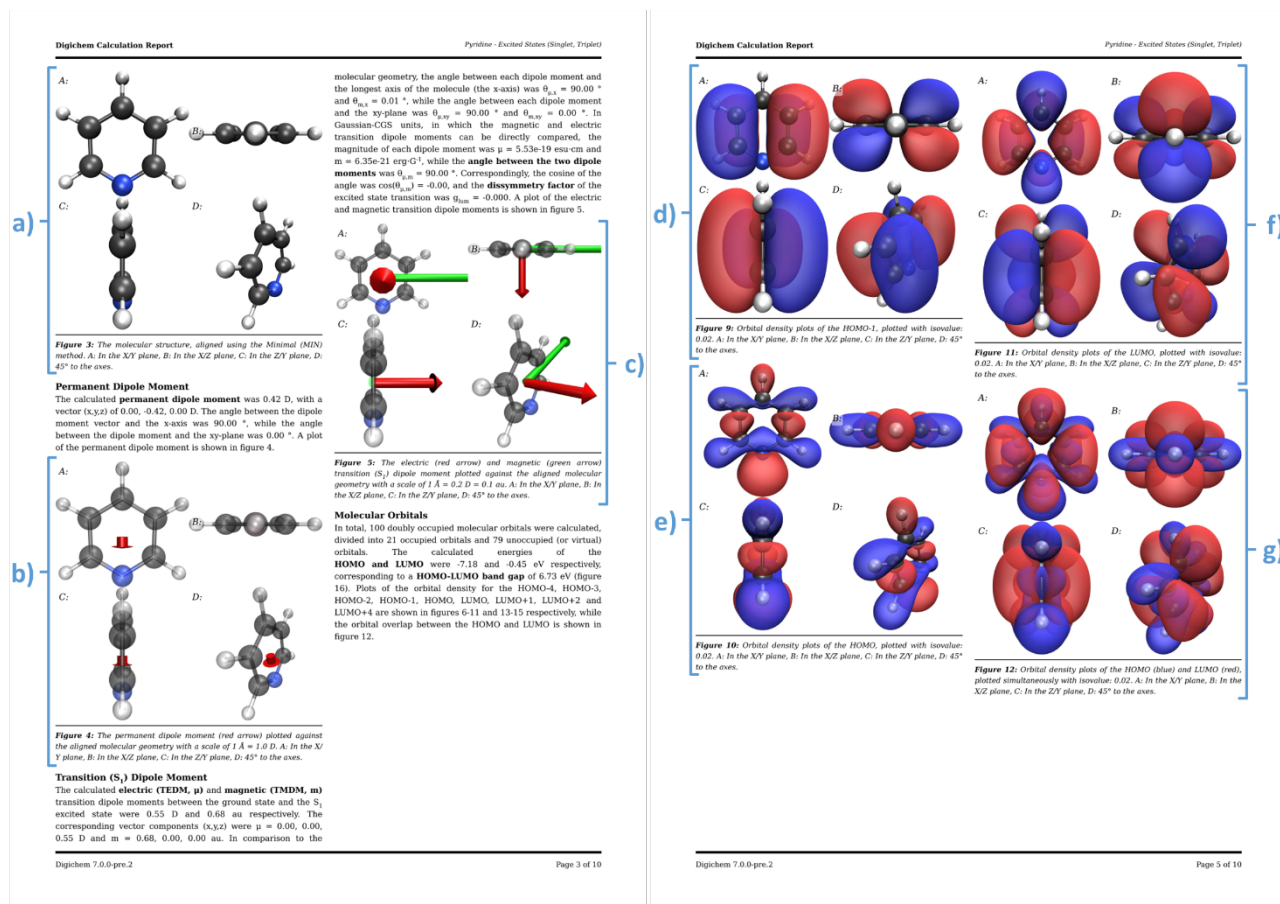 Digichem Calculation Report
Pyridine - Excited States (Singlet, Triplet)
a)
A:
B:
C:
D:
Figure 3: The molecular structure, aligned using the Minimal (MIN)
method. A: In the X/Y plane, B: In the X/Z plane, C: In the Z/Y plane, D:
45° to the axes.
Permanent Dipole Moment
The calculated permanent dipole moment was 0.42 D, with a
vector (x,y,z) of 0.00, -0.42, 0.00 D. The angle between the dipole
moment vector and the x-axis was 90.00 °, while the angle
between the dipole moment and the xy-plane was 0.00 °. A plot
of the permanent dipole moment is shown in figure 4.
b)
A:
B:
C:
D:
Figure 4: The permanent dipole moment (red arrow) plotted against
the aligned molecular geometry with a scale of 1 Å = 1.0 D. A: In the X/
Y plane, B: In the X/Z plane, C: In the Z/Y plane, D: 45° to the axes.
Transition (S₁) Dipole Moment
The calculated electric (TEDM, μ) and magnetic (TMDM, m)
transition dipole moments between the ground state and the S₁
excited state were 0.55 D and 0.68 au respectively. The
corresponding vector components (x,y,z) were μ = 0.00, 0.00,
0.55 D and m = 0.68, 0.00, 0.00 au. In comparison to the
molecular geometry, the angle between each dipole moment and
the longest axis of the molecule (the x-axis) was θμ,x = 90.00 °
and θm,x = 0.01 °, while the angle between each dipole moment
and the xy-plane was θμ,xy = 90.00 ° and θm,xy = 0.00 °. In
Gaussian-CGS units, in which the magnetic and electric
transition dipole moments can be directly compared, the
magnitude of each dipole moment was μ = 5.53e-19 esu·cm and
m = 6.35e-21 erg·G⁻¹, while the angle between the two dipole
moments was θμ,m = 90.00 °. Correspondingly, the cosine of the
angle was cos(θμ,m) = -0.00, and the dissymmetry factor of the
excited state transition was glum = -0.000. A plot of the electric
and magnetic transition dipole moments is shown in figure 5.
c)
A:
B:
C:
D:
Figure 5: The electric (red arrow) and magnetic (green arrow)
transition (S₁) dipole moment plotted against the aligned molecular
geometry with a scale of 1 Å = 0.2 D = 0.1 au. A: In the X/Y plane, B: In
the X/Z plane, C: In the Z/Y plane, D: 45° to the axes.
Molecular Orbitals
In total, 100 doubly occupied molecular orbitals were calculated,
divided into 21 occupied orbitals and 79 unoccupied (or virtual)
orbitals. The calculated energies of the
HOMO and LUMO were -7.18 and -0.45 eV respectively,
corresponding to a HOMO-LUMO band gap of 6.73 eV (figure
16). Plots of the orbital density for the HOMO-4, HOMO-3,
HOMO-2, HOMO-1, HOMO, LUMO, LUMO+1, LUMO+2 and
LUMO+4 are shown in figures 6-11 and 13-15 respectively, while
the orbital overlap between the HOMO and LUMO is shown in
figure 12.
Digichem 7.0.0-pre.2
Page 3 of 10
Digichem Calculation Report
Pyridine - Excited States (Singlet, Triplet)
d)
A:
B:
C:
D:
Figure 9: Orbital density plots of the HOMO-1, plotted with isovalue:
0.02. A: In the X/Y plane, B: In the X/Z plane, C: In the Z/Y plane, D: 45°
to the axes.
e)
A:
B:
C:
D:
Figure 10: Orbital density plots of the HOMO, plotted with isovalue:
0.02. A: In the X/Y plane, B: In the X/Z plane, C: In the Z/Y plane, D: 45°
to the axes.
f)
A:
B:
C:
D:
Figure 11: Orbital density plots of the LUMO, plotted with isovalue:
0.02. A: In the X/Y plane, B: In the X/Z plane, C: In the Z/Y plane, D: 45°
to the axes.
g)
A:
B:
C:
D:
Figure 12: Orbital density plots of the HOMO (blue) and LUMO (red),
plotted simultaneously with isovalue: 0.02. A: In the X/Y plane, B: In the
X/Z plane, C: In the Z/Y plane, D: 45° to the axes.
Digichem 7.0.0-pre.2
Page 5 of 10